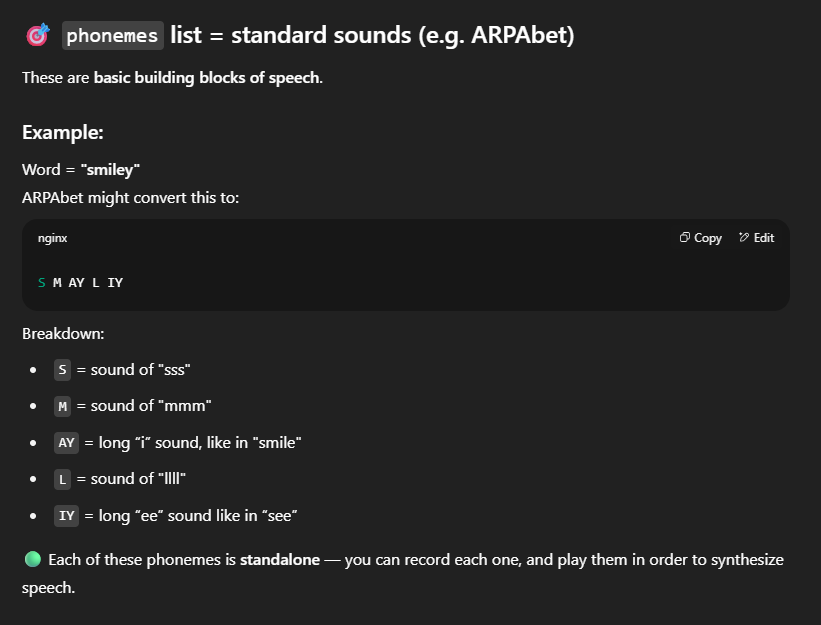 🎯 phonemes list = standard sounds (e.g. ARPAbet)
These are basic building blocks of speech.
Example:
Word = "smiley"
ARPAbet might convert this to:
nginx Copy Edit
S M AY L IY
Breakdown:
• S = sound of "sss"
• M = sound of "mmm"
• AY = long “i” sound, like in "smile"
• L = sound of "llll"
• IY = long “ee” sound like in “see”
🟢 Each of these phonemes is standalone — you can record each one, and play them in order to synthesize
speech.